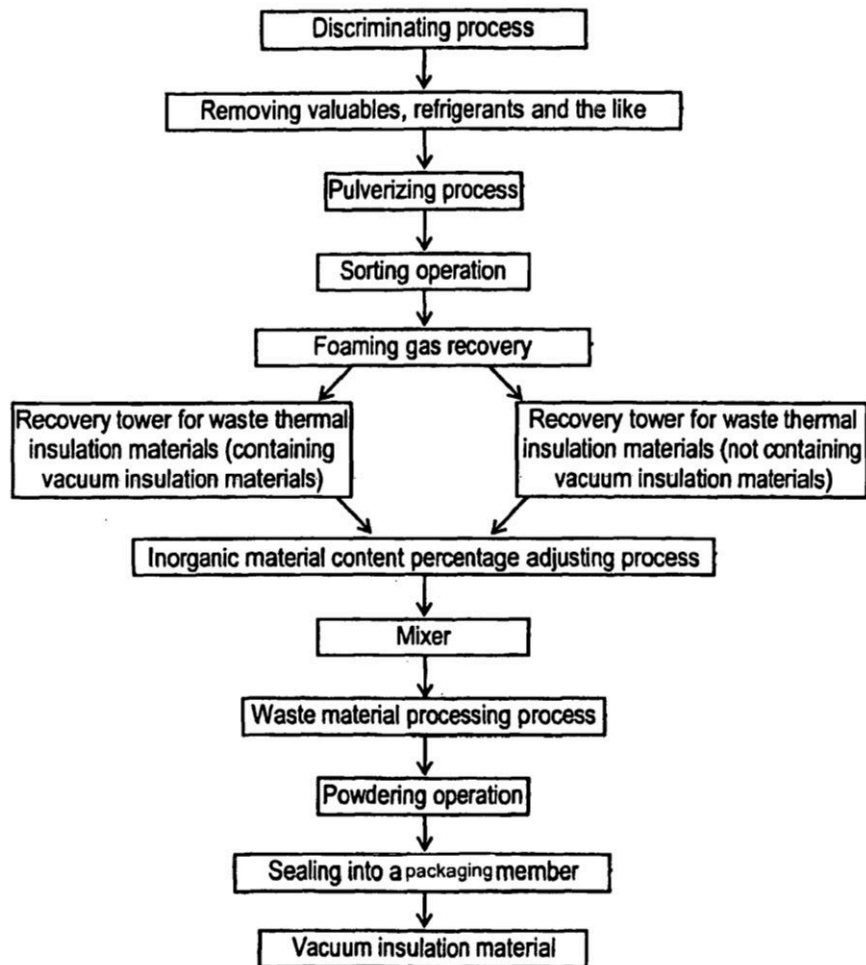 Discriminating process
Removing valuables, refrigerants and the like
Pulverizing process
Sorting operation
Foaming gas recovery
Recovery tower for waste thermal
insulation materials (containing
vacuum insulation materials)
Recovery tower for waste thermal
insulation materials (not containing
vacuum insulation materials)
Inorganic material content percentage adjusting process
Mixer
Waste material processing process
Powdering operation
Sealing into a packaging member
Vacuum insulation material